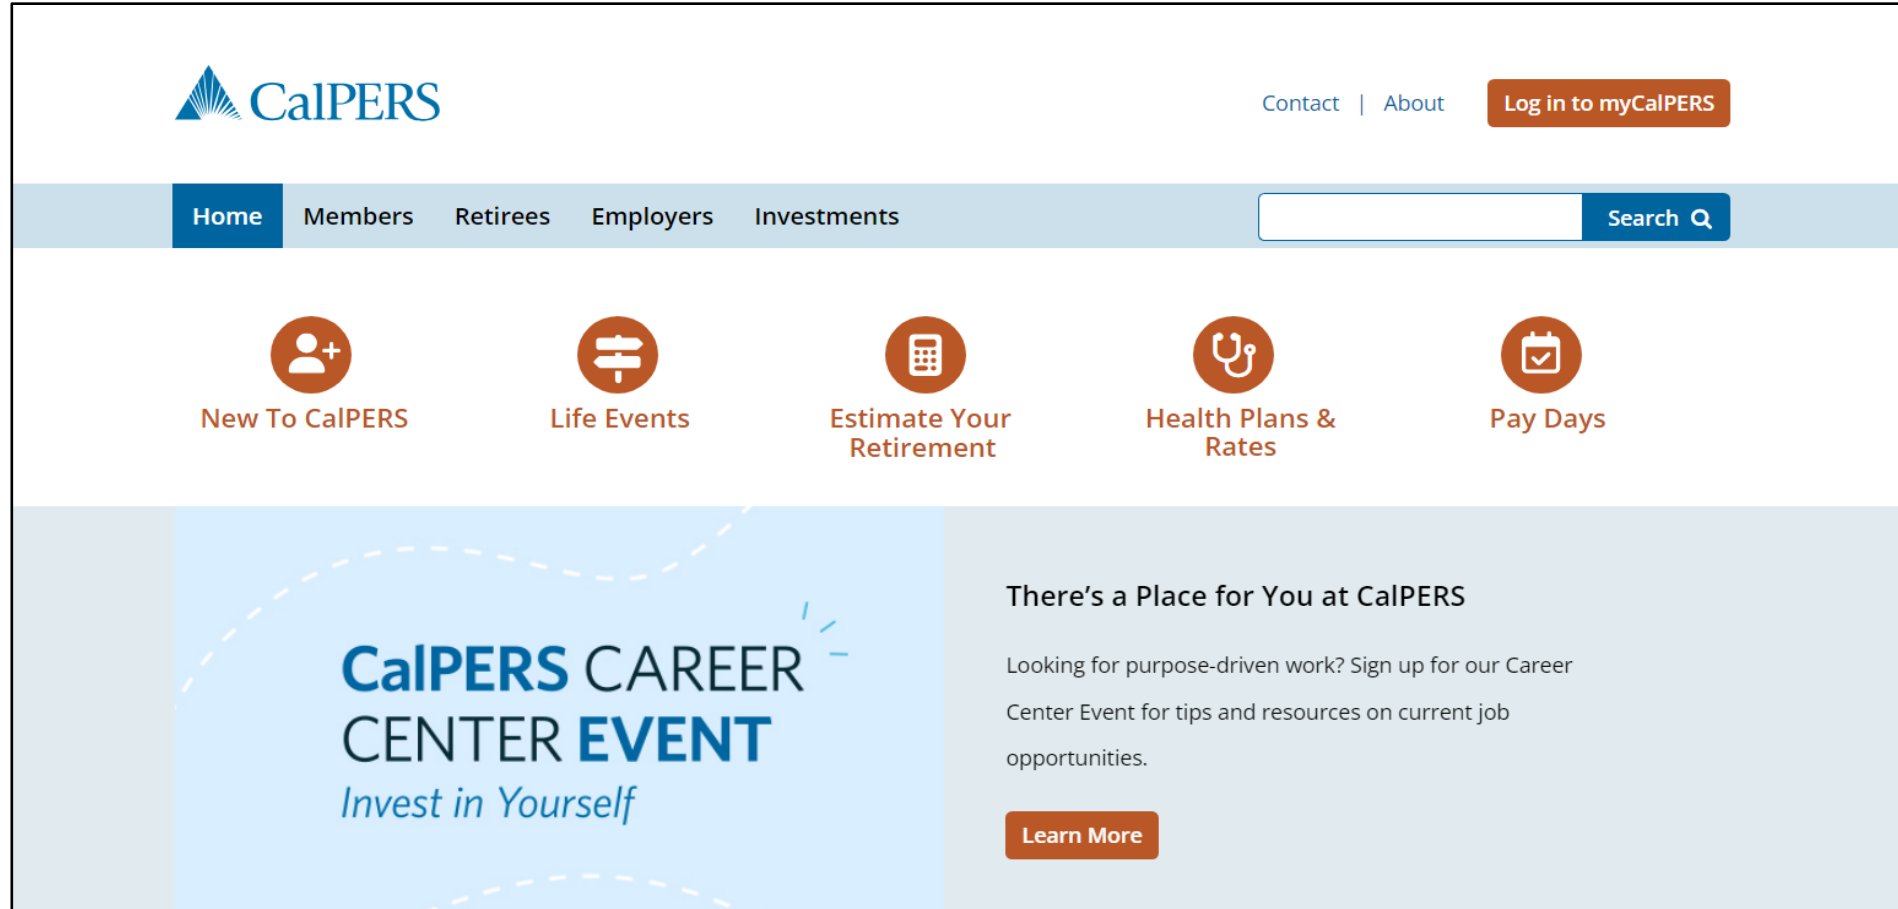 CalPERS
Contact | About
Log in to myCalPERS
Home Members Retirees Employers Investments
Search
New To CalPERS
Life Events
Estimate Your
Retirement
Health Plans &
Rates
Pay Days
CalPERS CAREER
CENTER EVENT
Invest in Yourself
There’s a Place for You at CalPERS
Looking for purpose-driven work? Sign up for our Career
Center Event for tips and resources on current job
opportunities.
Learn More